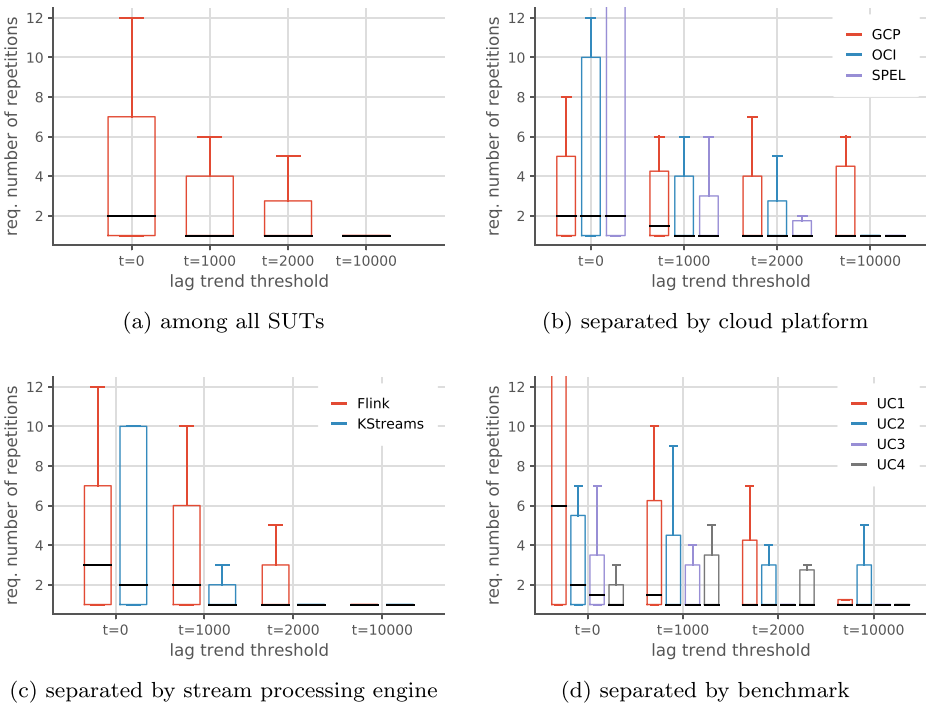 12
10
8
6
4
2
req. number of repetitions
t=0 t=1000 t=2000 t=10000
lag trend threshold
(a) among all SUTs
12
10
8
6
4
2
req. number of repetitions
GCP
OCI
SPEL
t=0 t=1000 t=2000 t=10000
lag trend threshold
(b) separated by cloud platform
12
10
8
6
4
2
req. number of repetitions
Flink
KStreams
t=0 t=1000 t=2000 t=10000
lag trend threshold
(c) separated by stream processing engine
12
10
8
6
4
2
req. number of repetitions
UC1
UC2
UC3
UC4
t=0 t=1000 t=2000 t=10000
lag trend threshold
(d) separated by benchmark